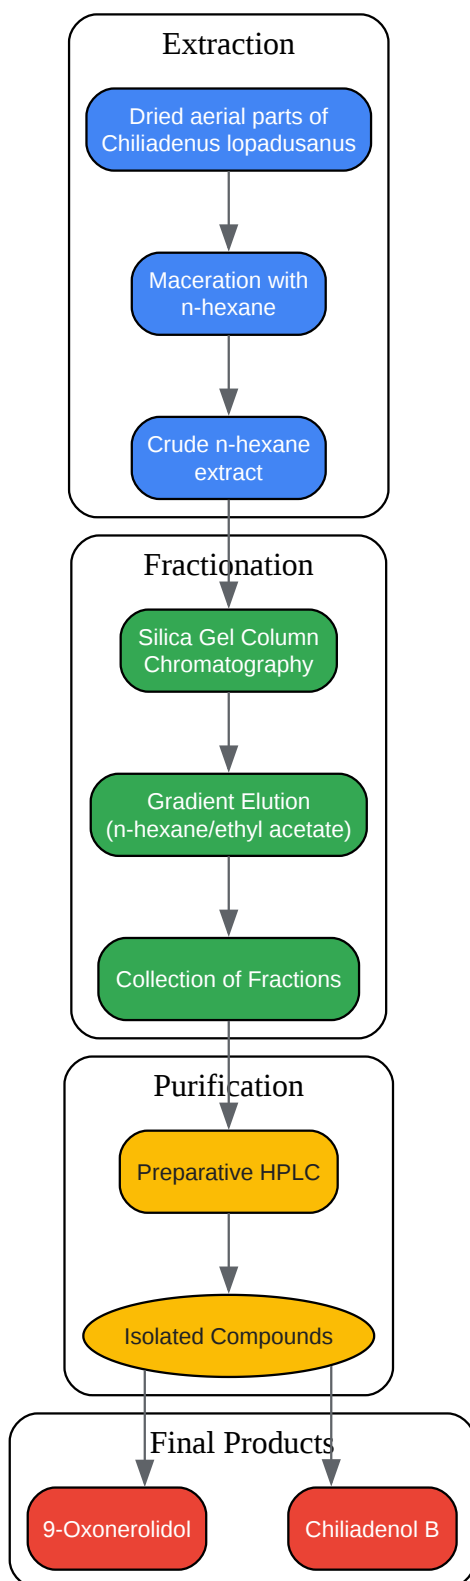 Extraction
Dried aerial parts of
Chiliadenus lopadusanus
Maceration with
n-hexane
Crude n-hexane
extract
Fractionation
Silica Gel Column
Chromatography
Gradient Elution
(n-hexane/ethyl acetate)
Collection of Fractions
Purification
Preparative HPLC
Isolated Compounds
Final Products
9-Oxonerolidol
Chiliadenol B